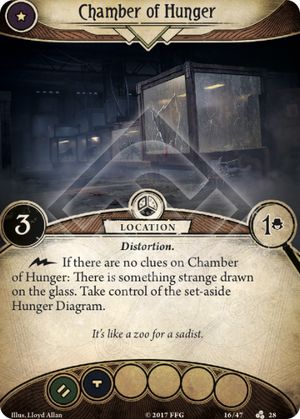 Chamber of Hunger
3
LOCATION
1
Distortion.
If there are no clues on Chamber
of Hunger: There is something strange drawn
on the glass. Take control of the set-aside
Hunger Diagram.
It's like a zoo for a sadist.
Illus. Lloyd Allan
© 2017 FFG
16/47
28